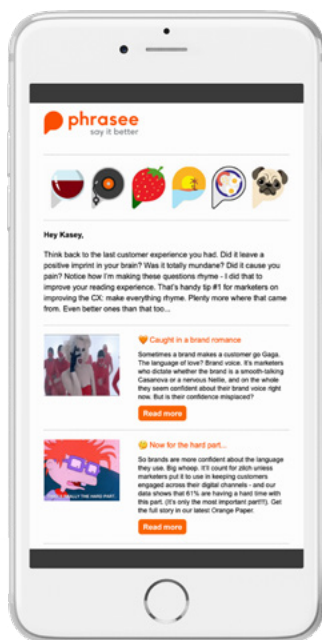 phrasee
say it better
Hey Kasey,
Think back to the last customer experience you had. Did it leave a
positive imprint in your brain? Was it totally mundane? Did it cause you
pain? Notice how I'm making these questions rhyme - I did that to
improve your reading experience. That's handy tip #1 for marketers on
improving the CX: make everything rhyme. Plenty more where that
came from. Even better ones than that too...
🧡 Caught in a brand romance
Sometimes a brand makes a customer go Gaga.
The language of love? Brand voice. It's marketers
who dictate whether the brand is a smooth-talking
Casanova or a nervous Nellie, and on the whole
they seem confident about their brand voice right
now. But is their confidence misplaced?
Read more
Now for the hard part...
So brands are more confident about the language
they use. Big whoop. It'll count for zilch unless
marketers put it to use in keeping customers
engaged across their digital channels - and our
data shows that 61% are having a hard time with
this part. (It's only the most important part!!!). Get
the full story in our latest Orange Paper.
THE HARD PART.
Read more